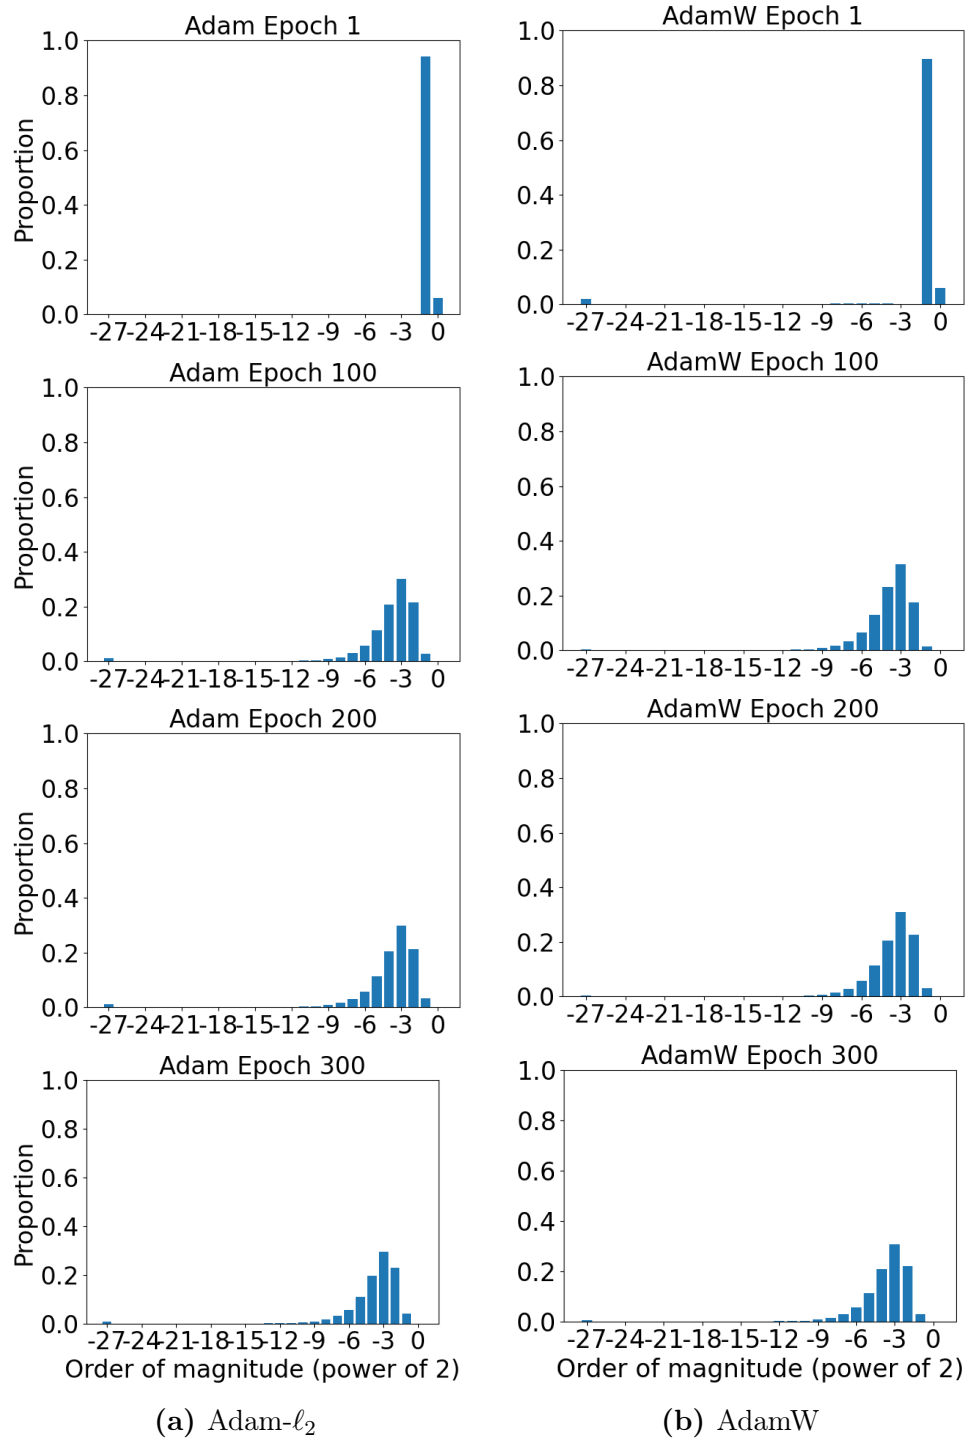 Adam Epoch 1
1.0
0.8
0.6
0.4
0.2
0.0
Proportion
-27 -24 -21 -18 -15 -12 -9 -6 -3 0
AdamW Epoch 1
1.0
0.8
0.6
0.4
0.2
0.0
-27 -24 -21 -18 -15 -12 -9 -6 -3 0
Adam Epoch 100
1.0
0.8
0.6
0.4
0.2
0.0
Proportion
-27 -24 -21 -18 -15 -12 -9 -6 -3 0
AdamW Epoch 100
1.0
0.8
0.6
0.4
0.2
0.0
-27 -24 -21 -18 -15 -12 -9 -6 -3 0
Adam Epoch 200
1.0
0.8
0.6
0.4
0.2
0.0
Proportion
-27 -24 -21 -18 -15 -12 -9 -6 -3 0
AdamW Epoch 200
1.0
0.8
0.6
0.4
0.2
0.0
-27 -24 -21 -18 -15 -12 -9 -6 -3 0
Adam Epoch 300
1.0
0.8
0.6
0.4
0.2
0.0
Proportion
-27 -24 -21 -18 -15 -12 -9 -6 -3 0
Order of magnitude (power of 2)
AdamW Epoch 300
1.0
0.8
0.6
0.4
0.2
0.0
-27 -24 -21 -18 -15 -12 -9 -6 -3 0
Order of magnitude (power of 2)
(a) Adam-ℓ₂
(b) AdamW